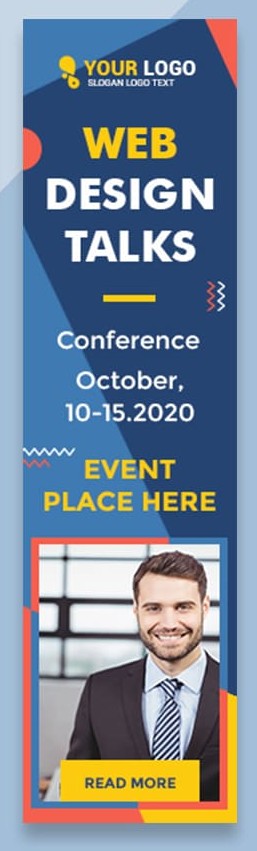 YOUR LOGO
SLOGAN LOGO TEXT
WEB
DESIGN
TALKS
Conference
October,
10-15.2020
EVENT
PLACE HERE
READ MORE